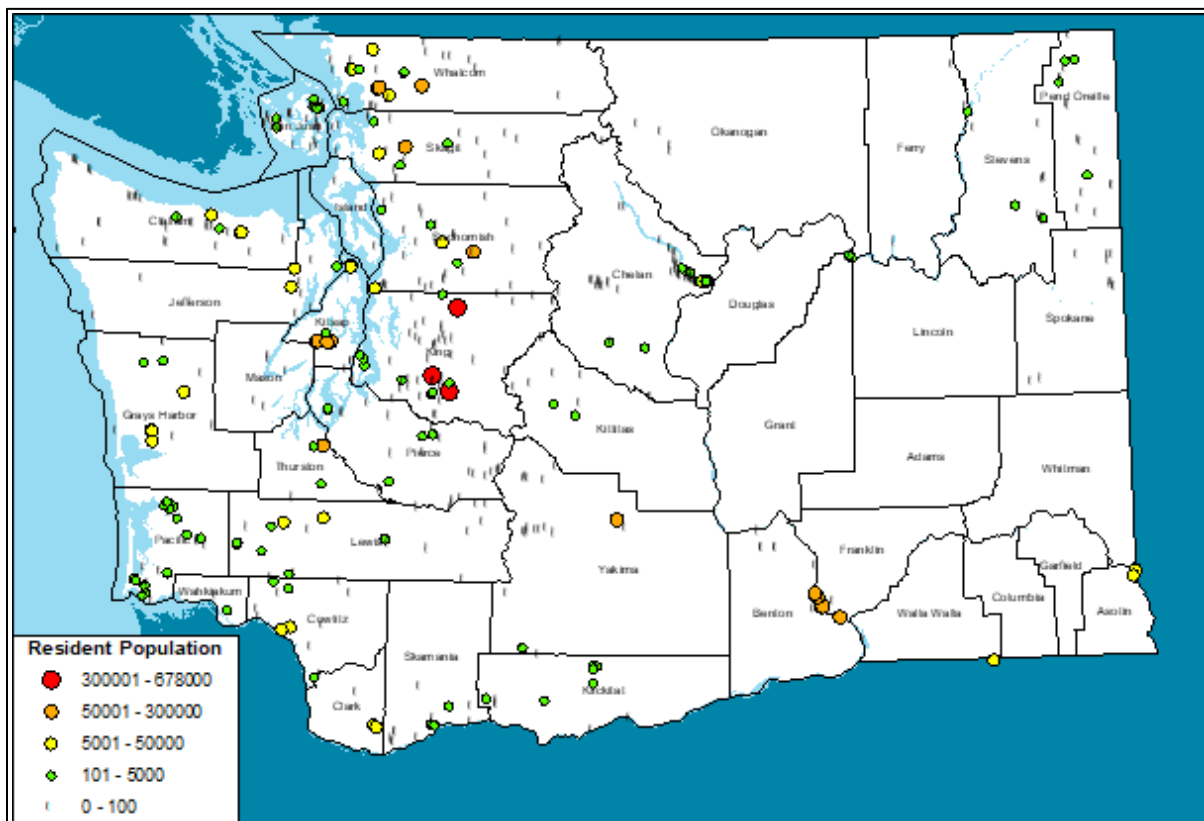 Whatcom
Okanogan
Ferry
Stevens
Pend Oreille
San Juan
Skagit
Island
Clallam
Snohomish
Chelan
Douglas
Jefferson
Kitsap
King
Lincoln
Spokane
Mason
Grays Harbor
Kittitas
Grant
Pierce
Thurston
Adams
Whitman
Pacific
Lewis
Yakima
Franklin
Garfield
Wahkiakum
Benton
Walla Walla
Columbia
Asotin
Cowlitz
Skamania
Klickitat
Clark
Resident Population
300001 - 678000
50001 - 300000
5001 - 50000
101 - 5000
0 - 100